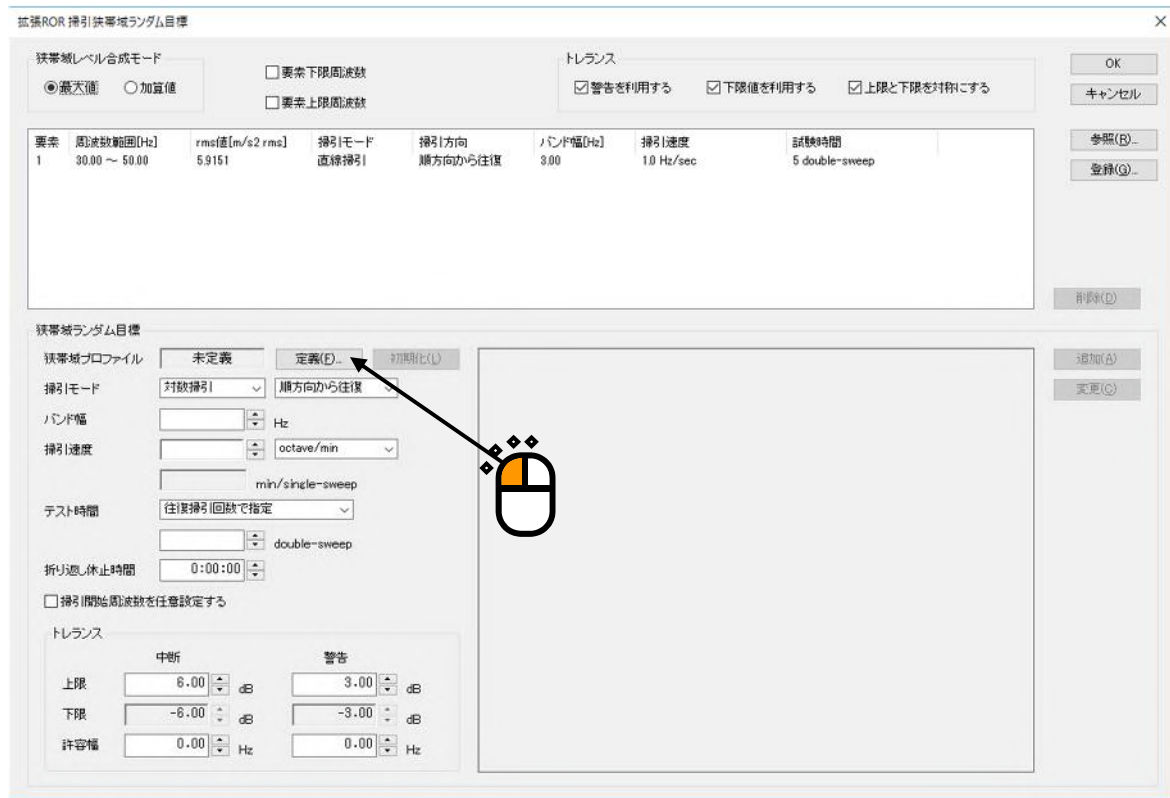 拡張ROR 掃引狭帯域ランダム目標
狭帯域レベル合成モード
最大値 加算値
要素下限周波数
要素上限周波数
トレランス
警告を利用する 下限値を利用する 上限と下限を対称にする
OK
キャンセル
要素 周波数範囲[Hz] rms値[m/s2 rms] 掃引モード 掃引方向 バンド幅[Hz] 掃引速度 試験時間
1 30.00 ～ 50.00 5.9151 直線掃引 順方向から往復 3.00 1.0 Hz/sec 5 double-sweep
参照(R)...
登録(G)...
削除(D)
狭帯域ランダム目標
狭帯域プロファイル 未定義 定義(F)... 初期化(L)
追加(A)
掃引モード 対数掃引 順方向から往復
変更(C)
バンド幅 Hz
掃引速度 octave/min
min/single-sweep
テスト時間 往復掃引回数で指定
double-sweep
折り返し休止時間 0:00:00
掃引開始周波数を任意設定する
トレランス
中断 警告
上限 6.00 dB 3.00 dB
下限 -6.00 dB -3.00 dB
許容幅 0.00 Hz 0.00 Hz